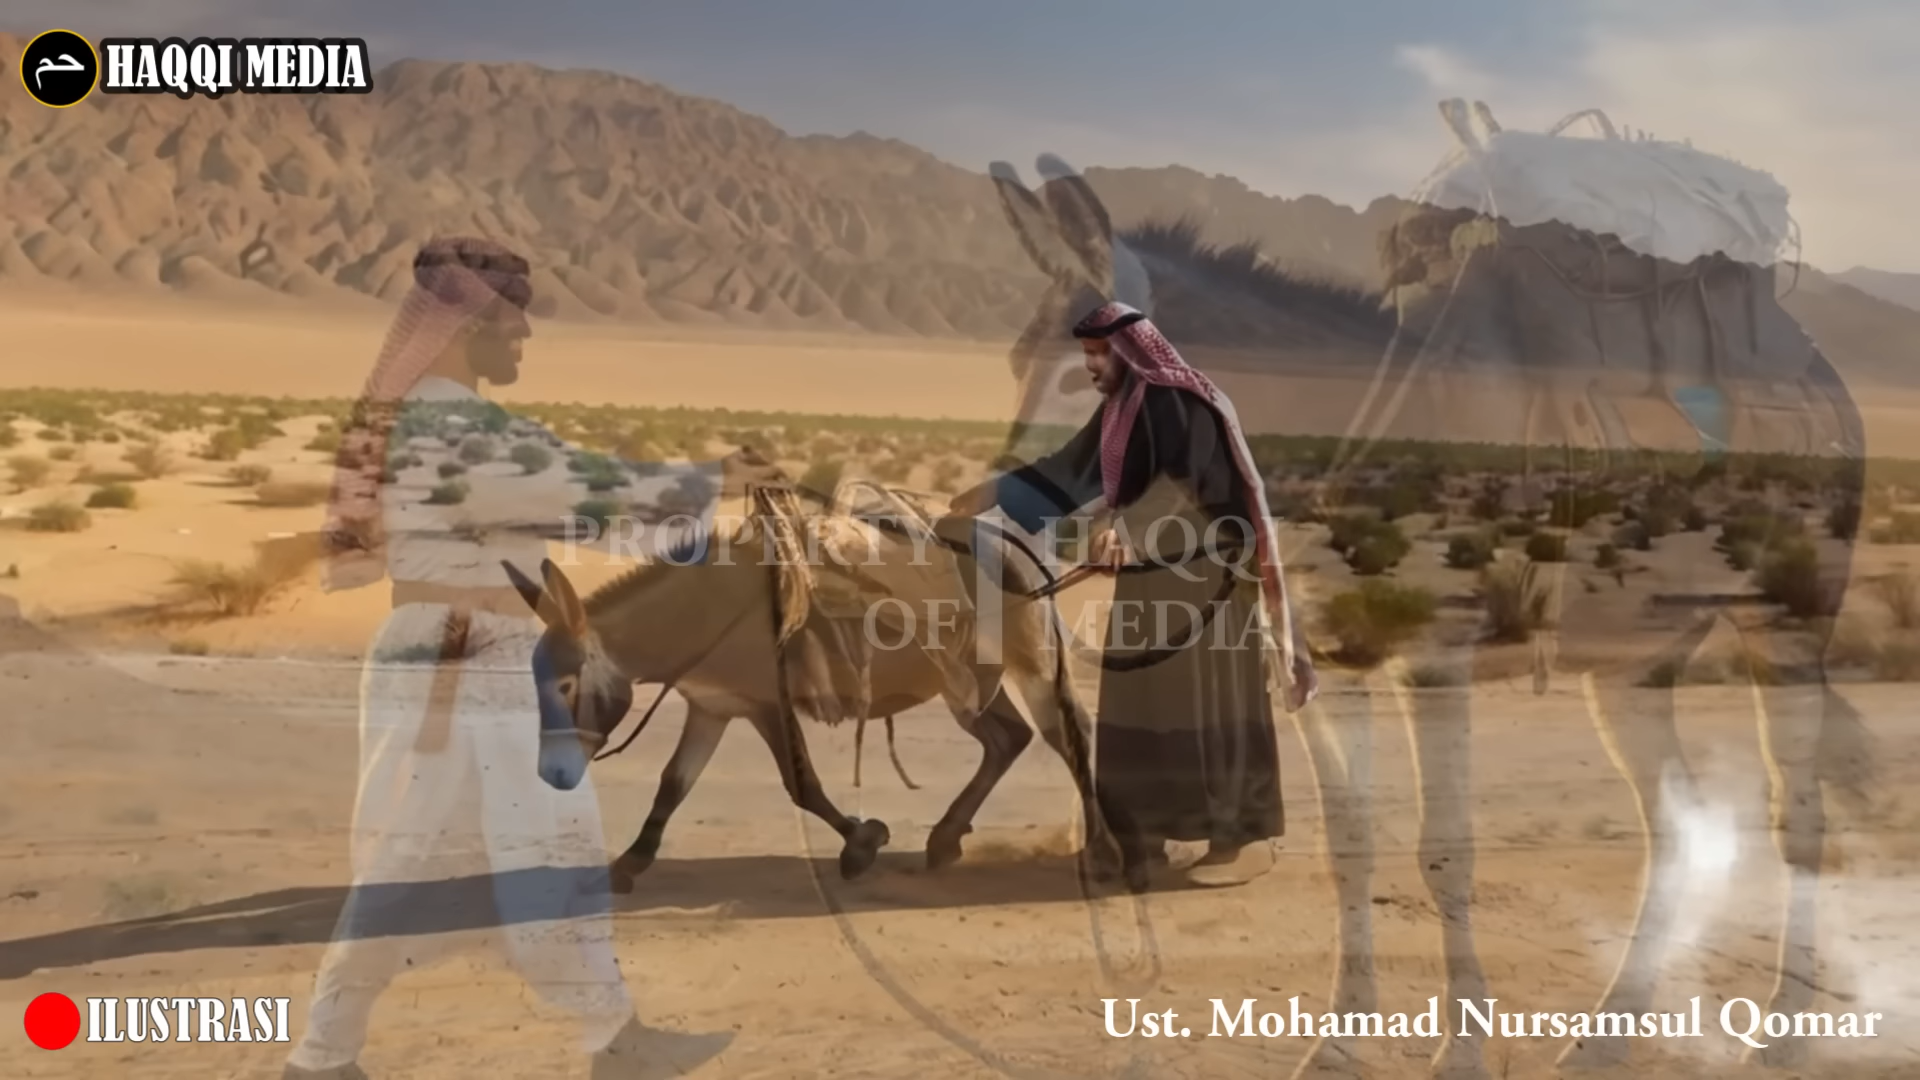 حم
HAQQI MEDIA
PROPERTY OF | HAQQI MEDIA
ILUSTRASI
Ust. Mohamad Nursamsul Qomar